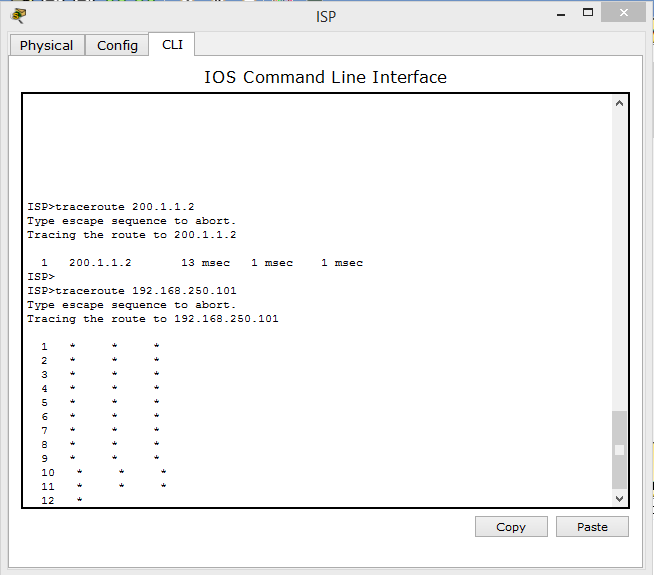 ISP
Physical Config CLI
IOS Command Line Interface
ISP>traceroute 200.1.1.2
Type escape sequence to abort.
Tracing the route to 200.1.1.2
1 200.1.1.2 13 msec 1 msec 1 msec
ISP>
ISP>traceroute 192.168.250.101
Type escape sequence to abort.
Tracing the route to 192.168.250.101
1 * * *
2 * * *
3 * * *
4 * * *
5 * * *
6 * * *
7 * * *
8 * * *
9 * * *
10 * * *
11 * * *
12 *
Copy Paste